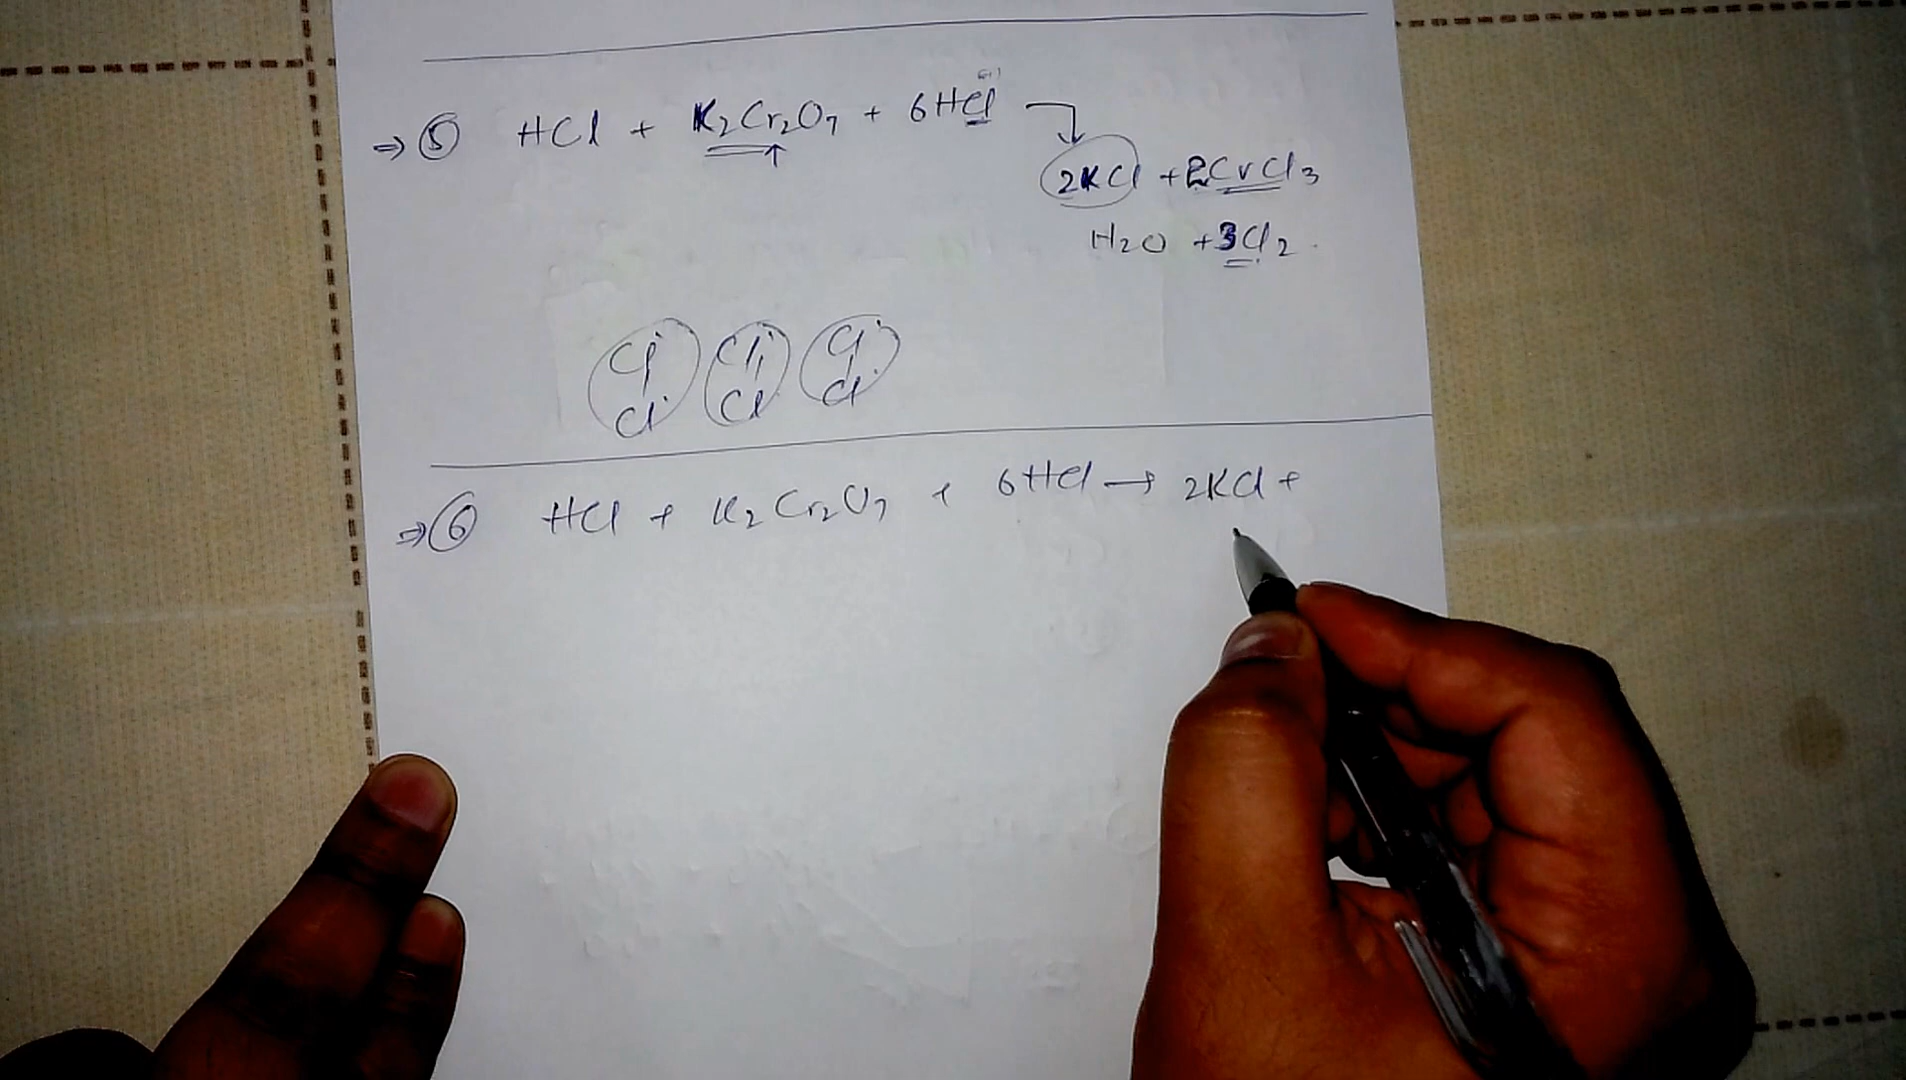 ⇒ ⑤ HCl + K₂Cr₂O₇ + 6HCl →
2KCl + 2CrCl₃
H₂O + 3Cl₂
Cl Cl Cl
Cl Cl Cl
⇒ ⑥ HCl + K₂Cr₂O₇ + 6HCl → 2KCl +